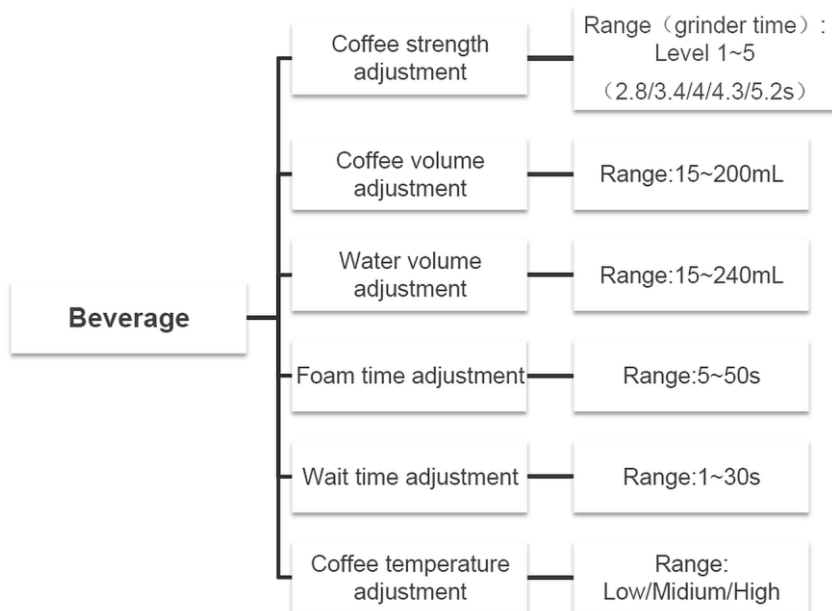 Beverage
Coffee strength
adjustment
Range（grinder time）:
Level 1~5
（2.8/3.4/4/4.3/5.2s）
Coffee volume
adjustment
Range:15~200mL
Water volume
adjustment
Range:15~240mL
Foam time adjustment
Range:5~50s
Wait time adjustment
Range:1~30s
Coffee temperature
adjustment
Range:
Low/Midium/High